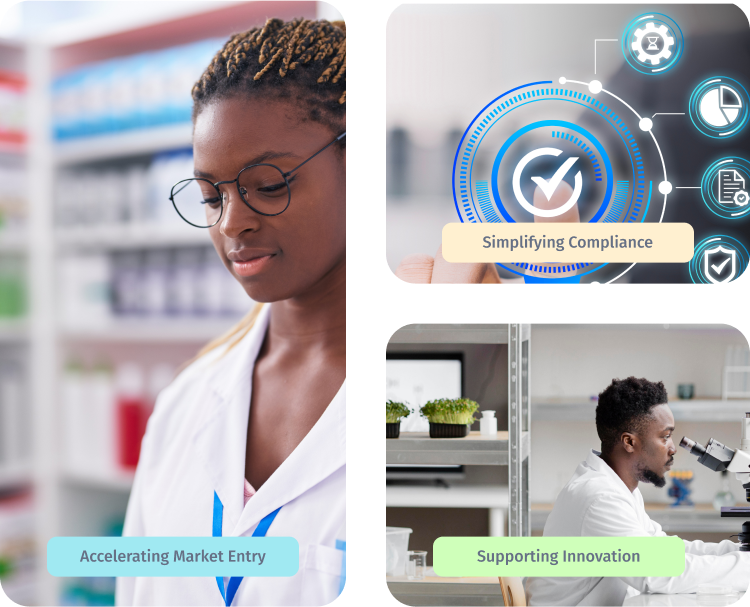 Simplifying Compliance
Accelerating Market Entry
Supporting Innovation